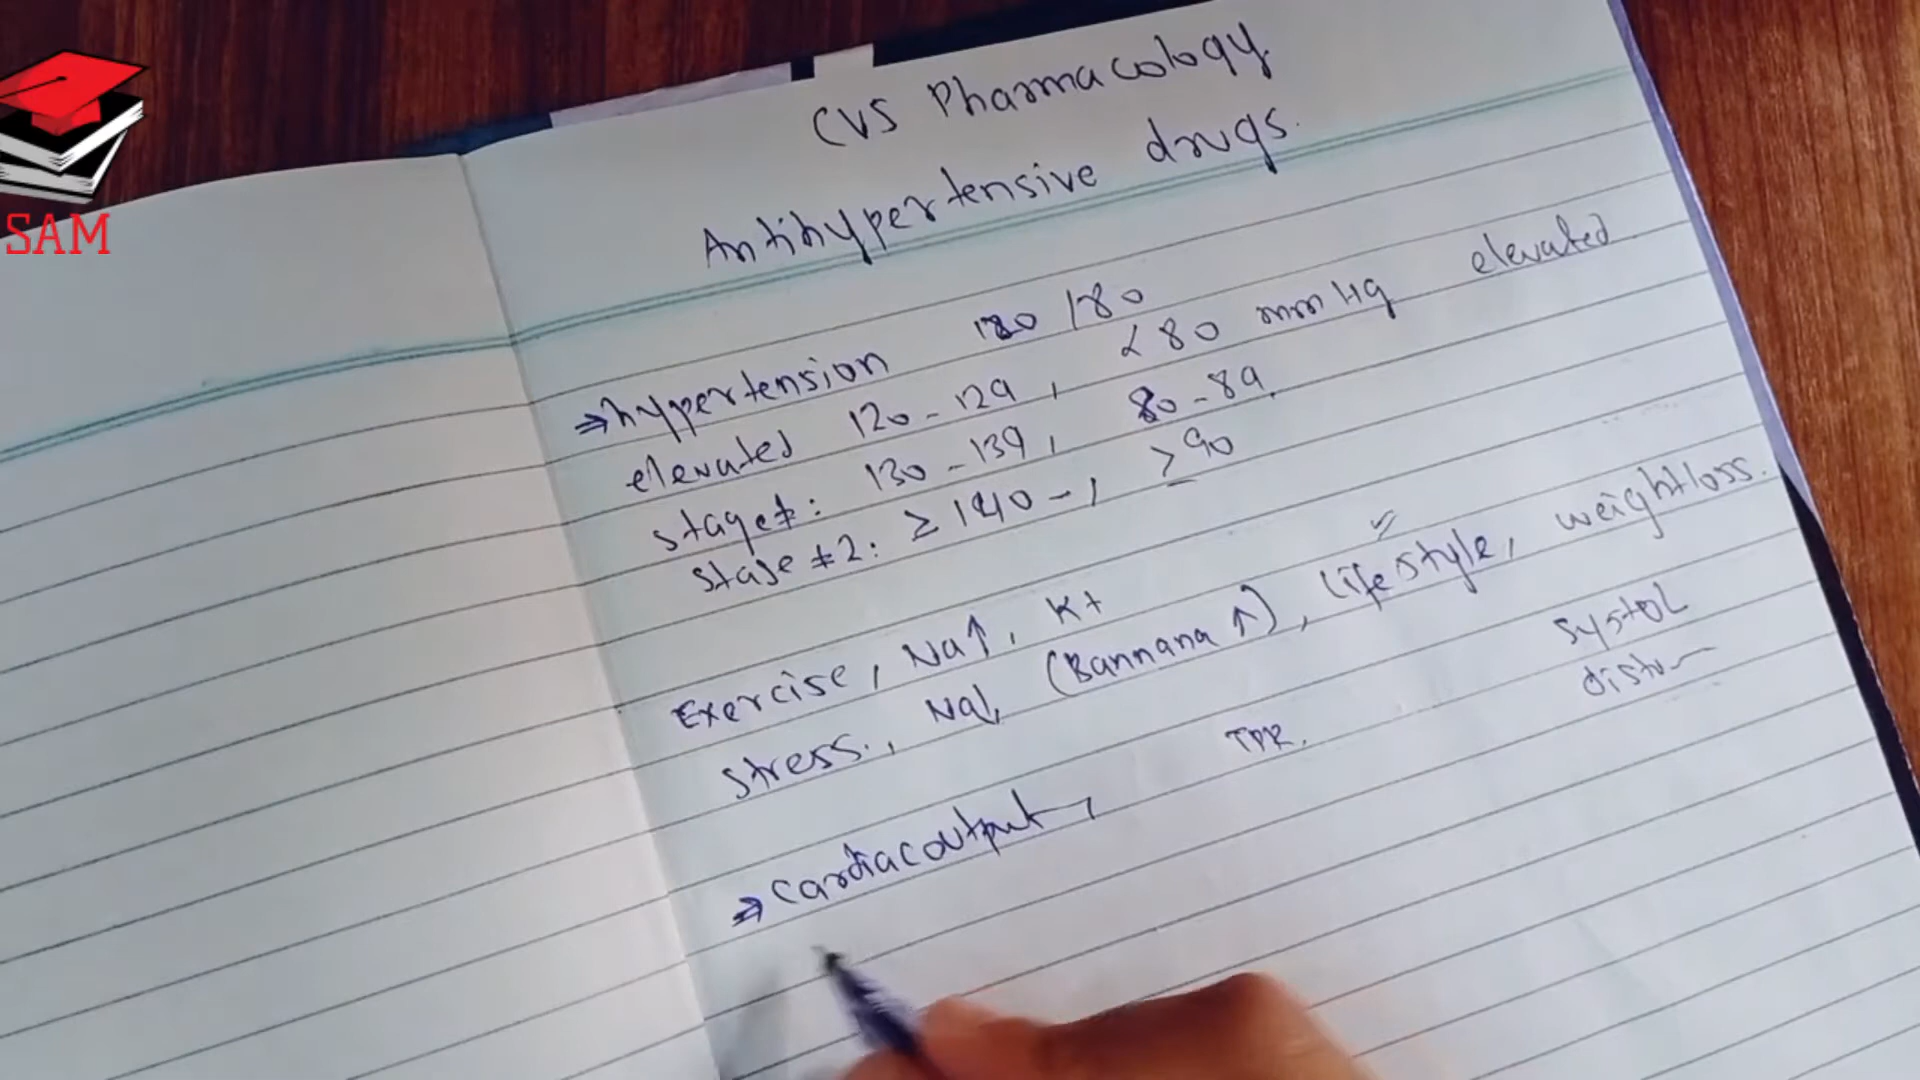 SAM
CVS Pharmacology
Antihypertensive drugs.
⇒hypertension 120/80
elevated 120-129, <80 mmHg elevated
stage 1: 130-139, 80-89.
stage #2: ≥140-, ≥90
Exercise, Na↑, K+
stress., Na↓, (Bannana↑), lifestyle, weightloss.
⇒cardiac output, TPR. systol